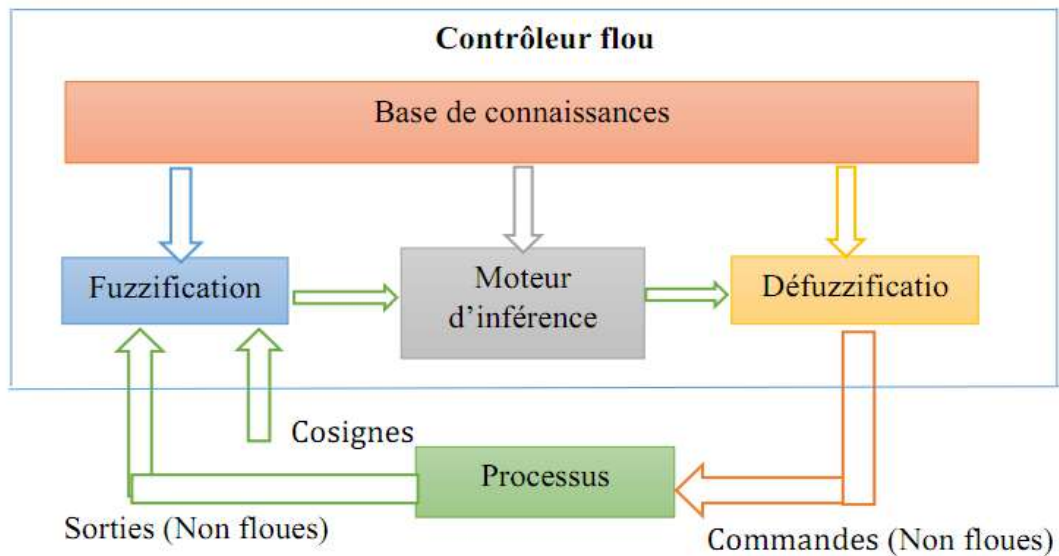 Contrôleur flou
Base de connaissances
Fuzzification
Moteur
d’inférence
Défuzzificatio
Cosignes
Processus
Sorties (Non floues)
Commandes (Non floues)